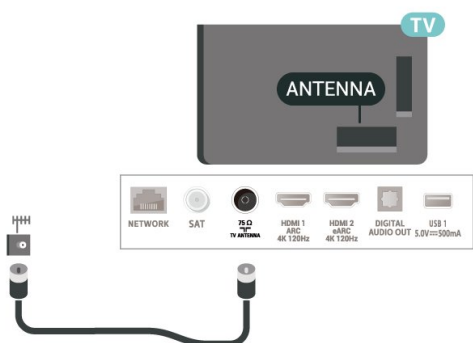 TV
ANTENNA
NETWORK
SAT
75 Ω
TV ANTENNA
HDMI 1
ARC
4K 120Hz
HDMI 2
eARC
4K 120Hz
DIGITAL
AUDIO OUT
USB 1
5.0V⎓500mA